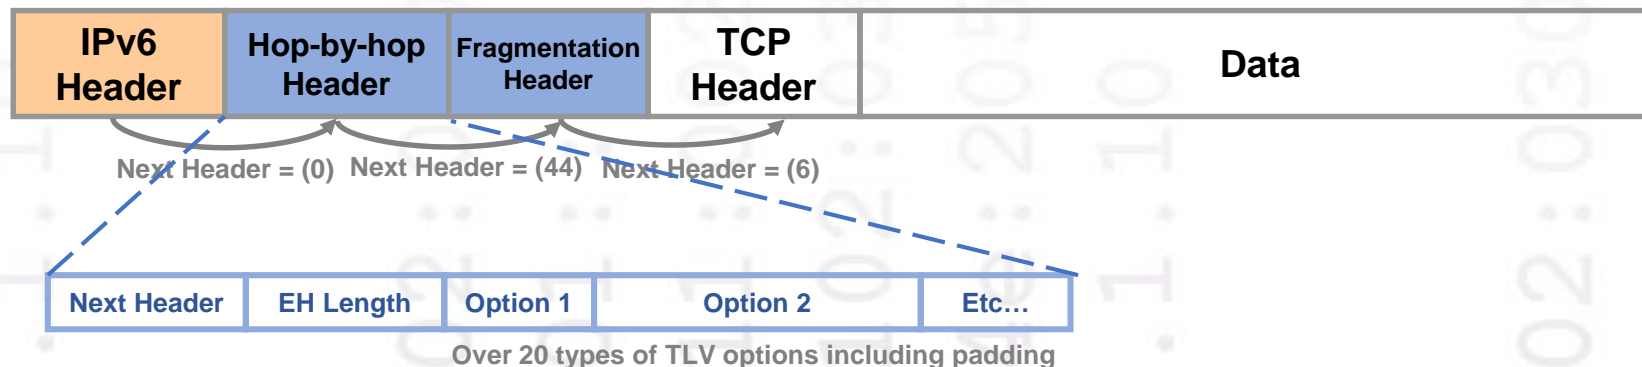 IPv6
Header
Hop-by-hop
Header
Fragmentation
Header
TCP
Header
Data
Next Header = (0)
Next Header = (44)
Next Header = (6)
Next Header
EH Length
Option 1
Option 2
Etc…
Over 20 types of TLV options including padding